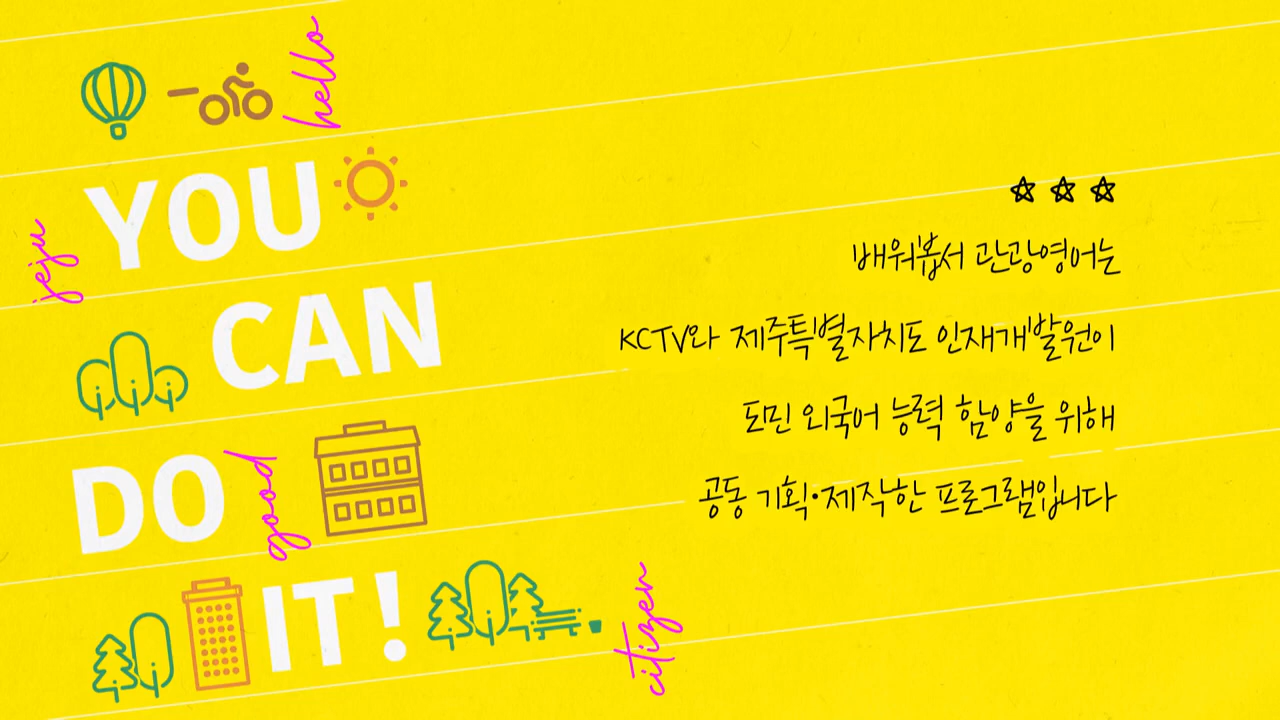 hello
YOU
jeju
CAN
DO
good
IT!
citizen
배워봅서 관광영어는
KCTV와 제주특별자치도 인재개발원이
도민 외국어 능력 함양을 위해
공동 기획·제작한 프로그램입니다